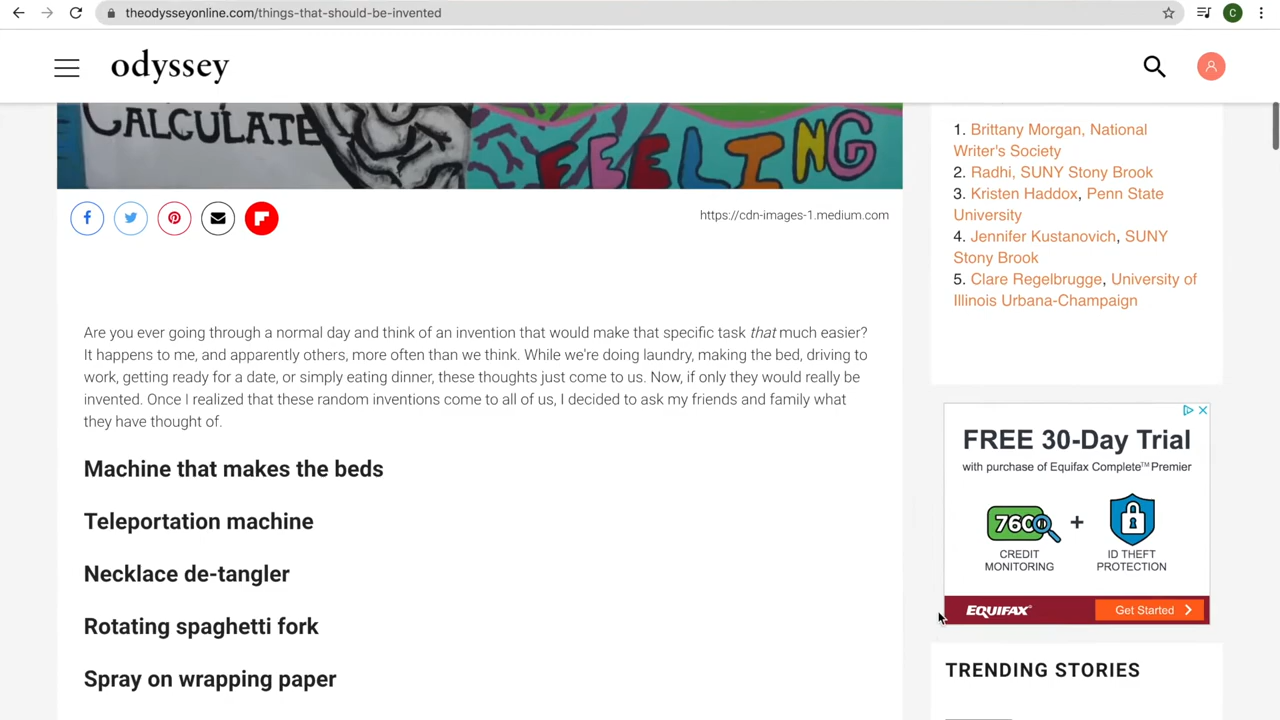 theodysseyonline.com/things-that-should-be-invented
C
odyssey
CALCULATE
FEELING
https://cdn-images-1.medium.com
Are you ever going through a normal day and think of an invention that would make that specific task that much easier?
It happens to me, and apparently others, more often than we think. While we're doing laundry, making the bed, driving to
work, getting ready for a date, or simply eating dinner, these thoughts just come to us. Now, if only they would really be
invented. Once I realized that these random inventions come to all of us, I decided to ask my friends and family what
they have thought of.
Machine that makes the beds
Teleportation machine
Necklace de-tangler
Rotating spaghetti fork
Spray on wrapping paper
1. Brittany Morgan, National
Writer's Society
2. Radhi, SUNY Stony Brook
3. Kristen Haddox, Penn State
University
4. Jennifer Kustanovich, SUNY
Stony Brook
5. Clare Regelbrugge, University of
Illinois Urbana-Champaign
FREE 30-Day Trial
with purchase of Equifax Complete™ Premier
760
+
CREDIT
MONITORING
ID THEFT
PROTECTION
EQUIFAX
Get Started
TRENDING STORIES